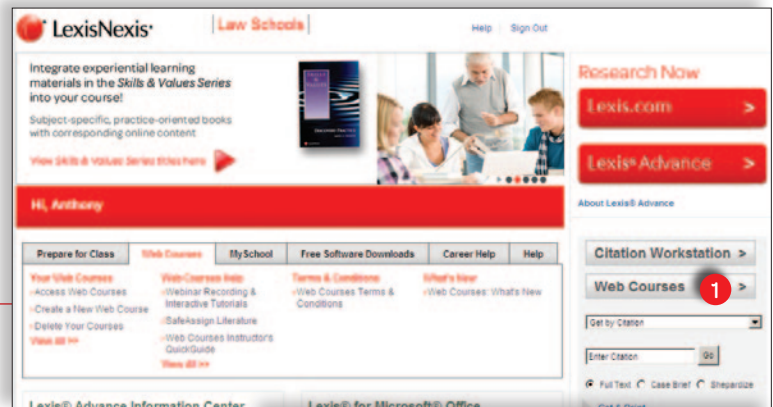 LexisNexis®
Law Schools
Help
Sign Out
Integrate experiential learning
materials in the Skills & Values Series
into your course!
Subject-specific, practice-oriented books
with corresponding online content
View Skills & Values Series titles here
Research Now
Lexis.com >
Lexis® Advance >
About Lexis® Advance
Hi, Anthony
Prepare for Class
Web Courses
My School
Free Software Downloads
Career Help
Help
Your Web Courses
Access Web Courses
Create a New Web Course
Delete Your Courses
View All >>
Web Courses Help
Webinar Recording &
Interactive Tutorials
SafeAssign Literature
Web Courses Instructor's
QuickGuide
View All >>
Terms & Conditions
Web Courses Terms &
Conditions
What's New
Web Courses: What's New
Citation Workstation >
Web Courses 1 >
Get by Citation
Enter Citation
Go
Full Text
Case Brief
Shepardize
Get & Print
Lexis® Advance Information Center
Lexis® for Microsoft® Office